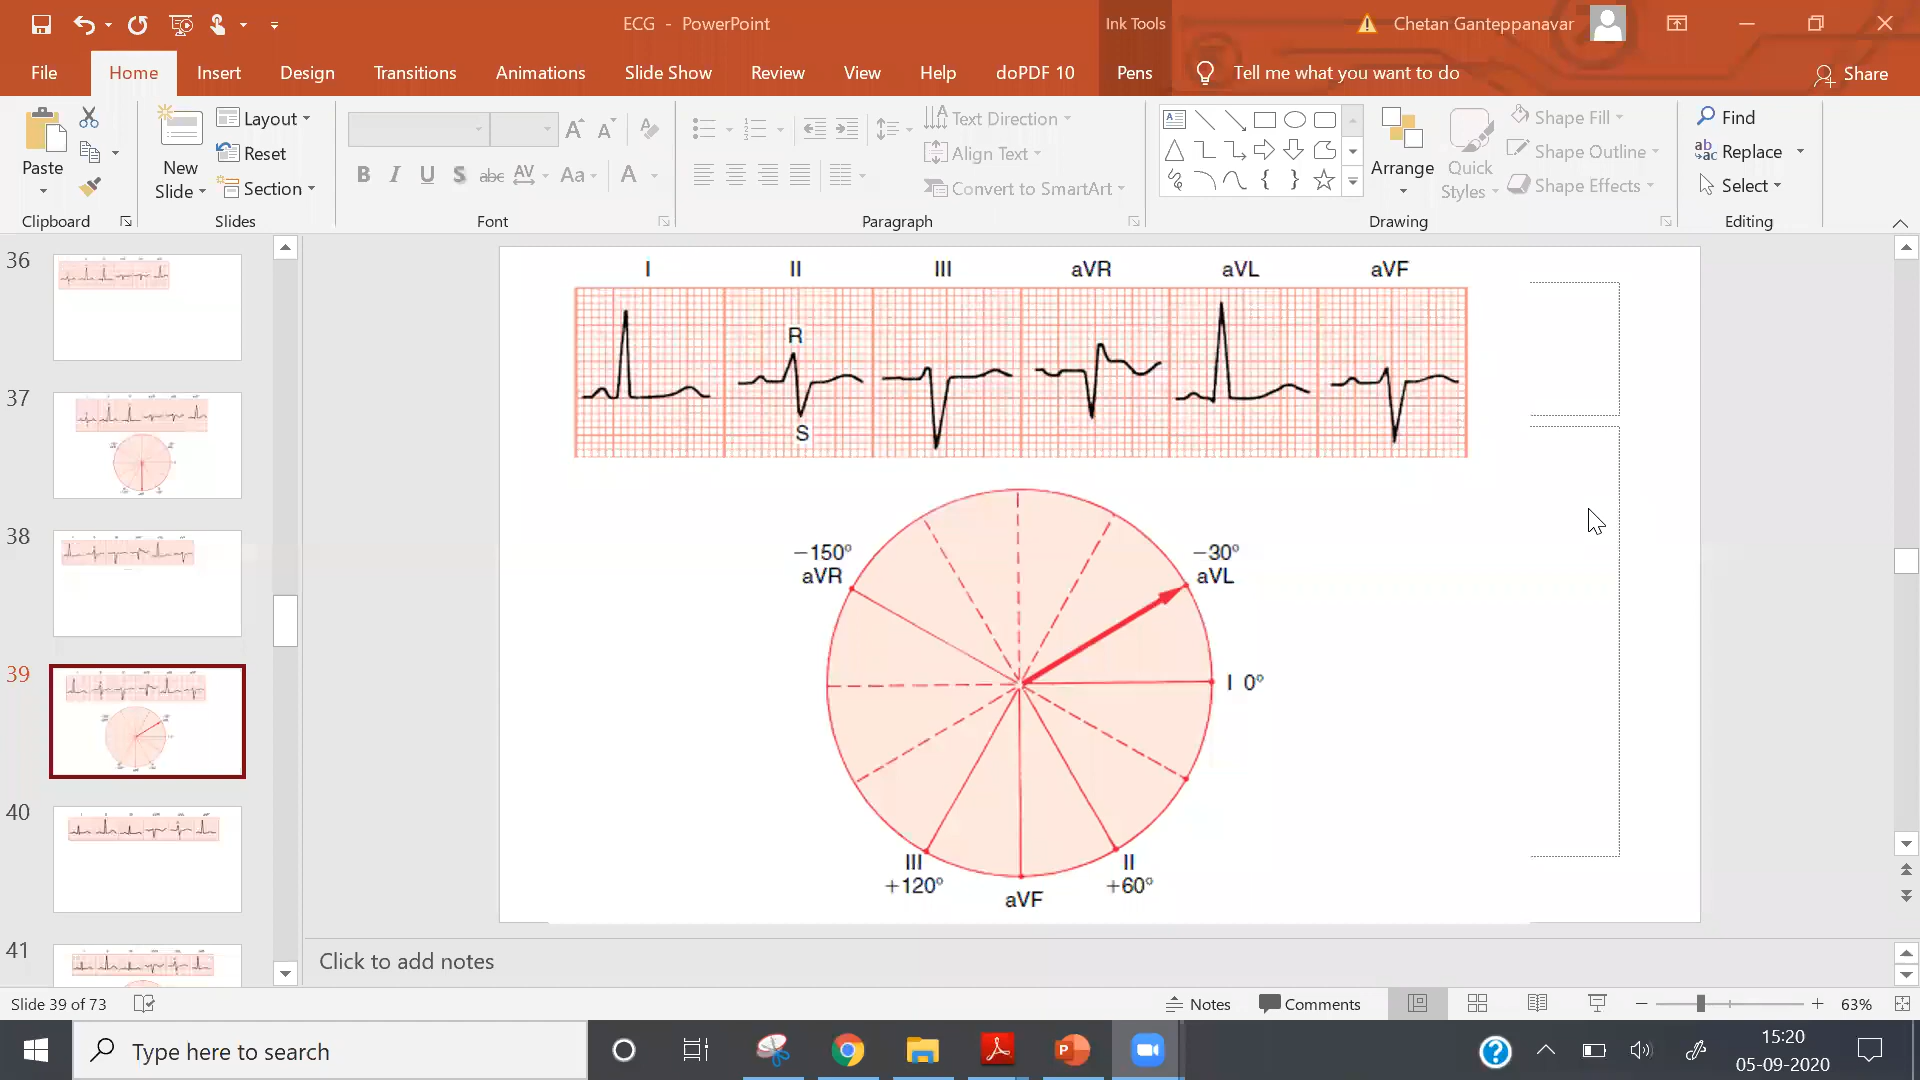 ECG - PowerPoint
Ink Tools
Chetan Ganteppanavar
File Home Insert Design Transitions Animations Slide Show Review View Help doPDF 10 Pens Tell me what you want to do Share
Paste
Clipboard
New
Slide
Layout
Reset
Section
Slides
B I U S abc AV Aa A
Font
Text Direction
Align Text
Convert to SmartArt
Paragraph
Arrange
Quick
Styles
Shape Fill
Shape Outline
Shape Effects
Drawing
Find
Replace
Select
Editing
36
37
38
39
40
41
I II III aVR aVL aVF
R
S
−150°
aVR
−30°
aVL
I 0°
III
+120°
aVF
II
+60°
Click to add notes
Slide 39 of 73
Notes
Comments
63%
Type here to search
15:20
05-09-2020